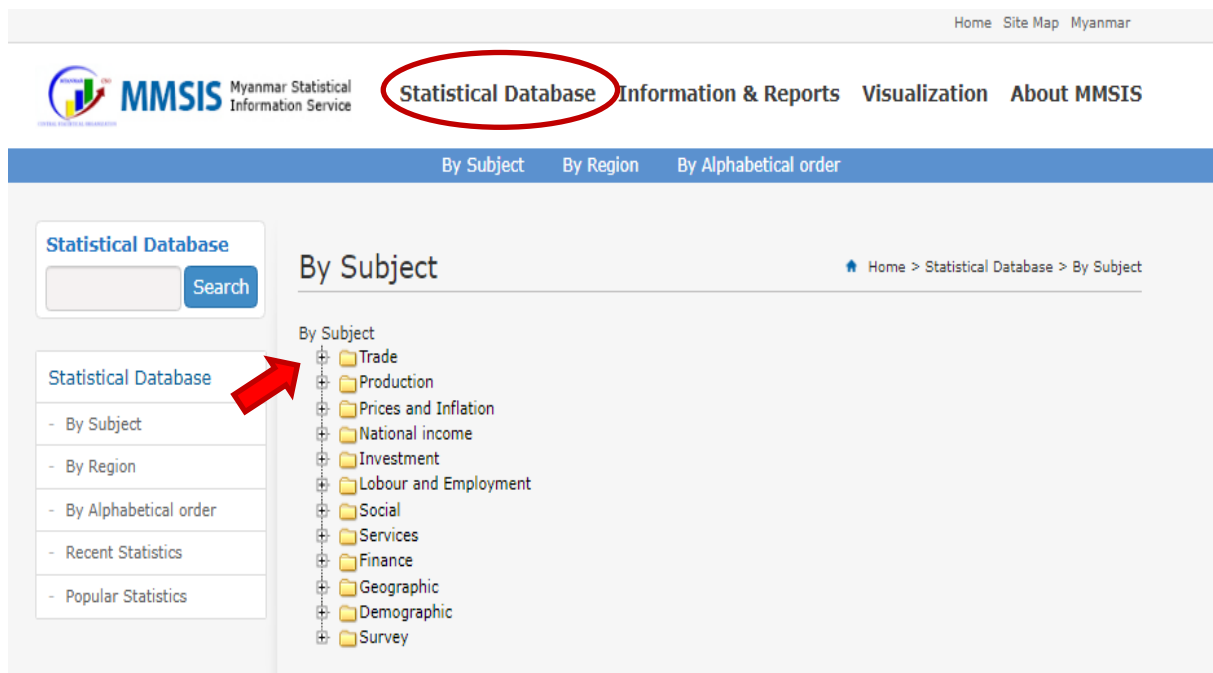 Home Site Map Myanmar
MMSIS Myanmar Statistical
Information Service
Statistical Database Information & Reports Visualization About MMSIS
By Subject By Region By Alphabetical order
Statistical Database
Search
By Subject
Home > Statistical Database > By Subject
Statistical Database
- By Subject
- By Region
- By Alphabetical order
- Recent Statistics
- Popular Statistics
By Subject
Trade
Production
Prices and Inflation
National income
Investment
Lobour and Employment
Social
Services
Finance
Geographic
Demographic
Survey